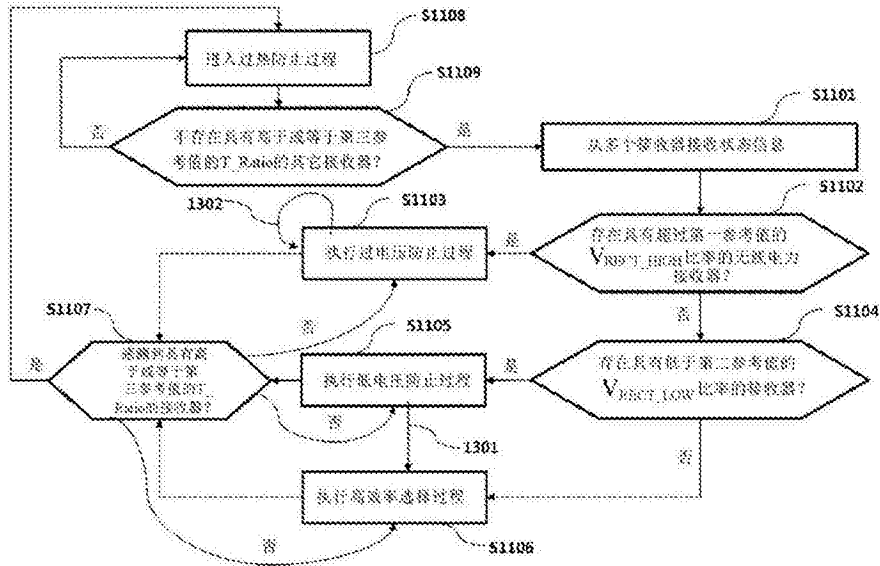 S1108
进入过热防止过程
S1109
不存在具有高于或等于第三参
考值的T_Ratio的其它接收器?
否
是
S1101
从多个接收器接收状态信息
S1102
存在具有超过第一参考值的
VRECT_HIGH比率的无线电力
接收器?
是
否
1302
S1103
执行过电压防止过程
S1104
存在具有低于第二参考值的
VRECT_LOW比率的接收器?
是
否
S1105
执行低电压防止过程
1301
S1107
遇到具有高
于或等于第
三参考值的T_
Ratio的接收器?
是
否
否
否
执行高效率选择过程
S1106